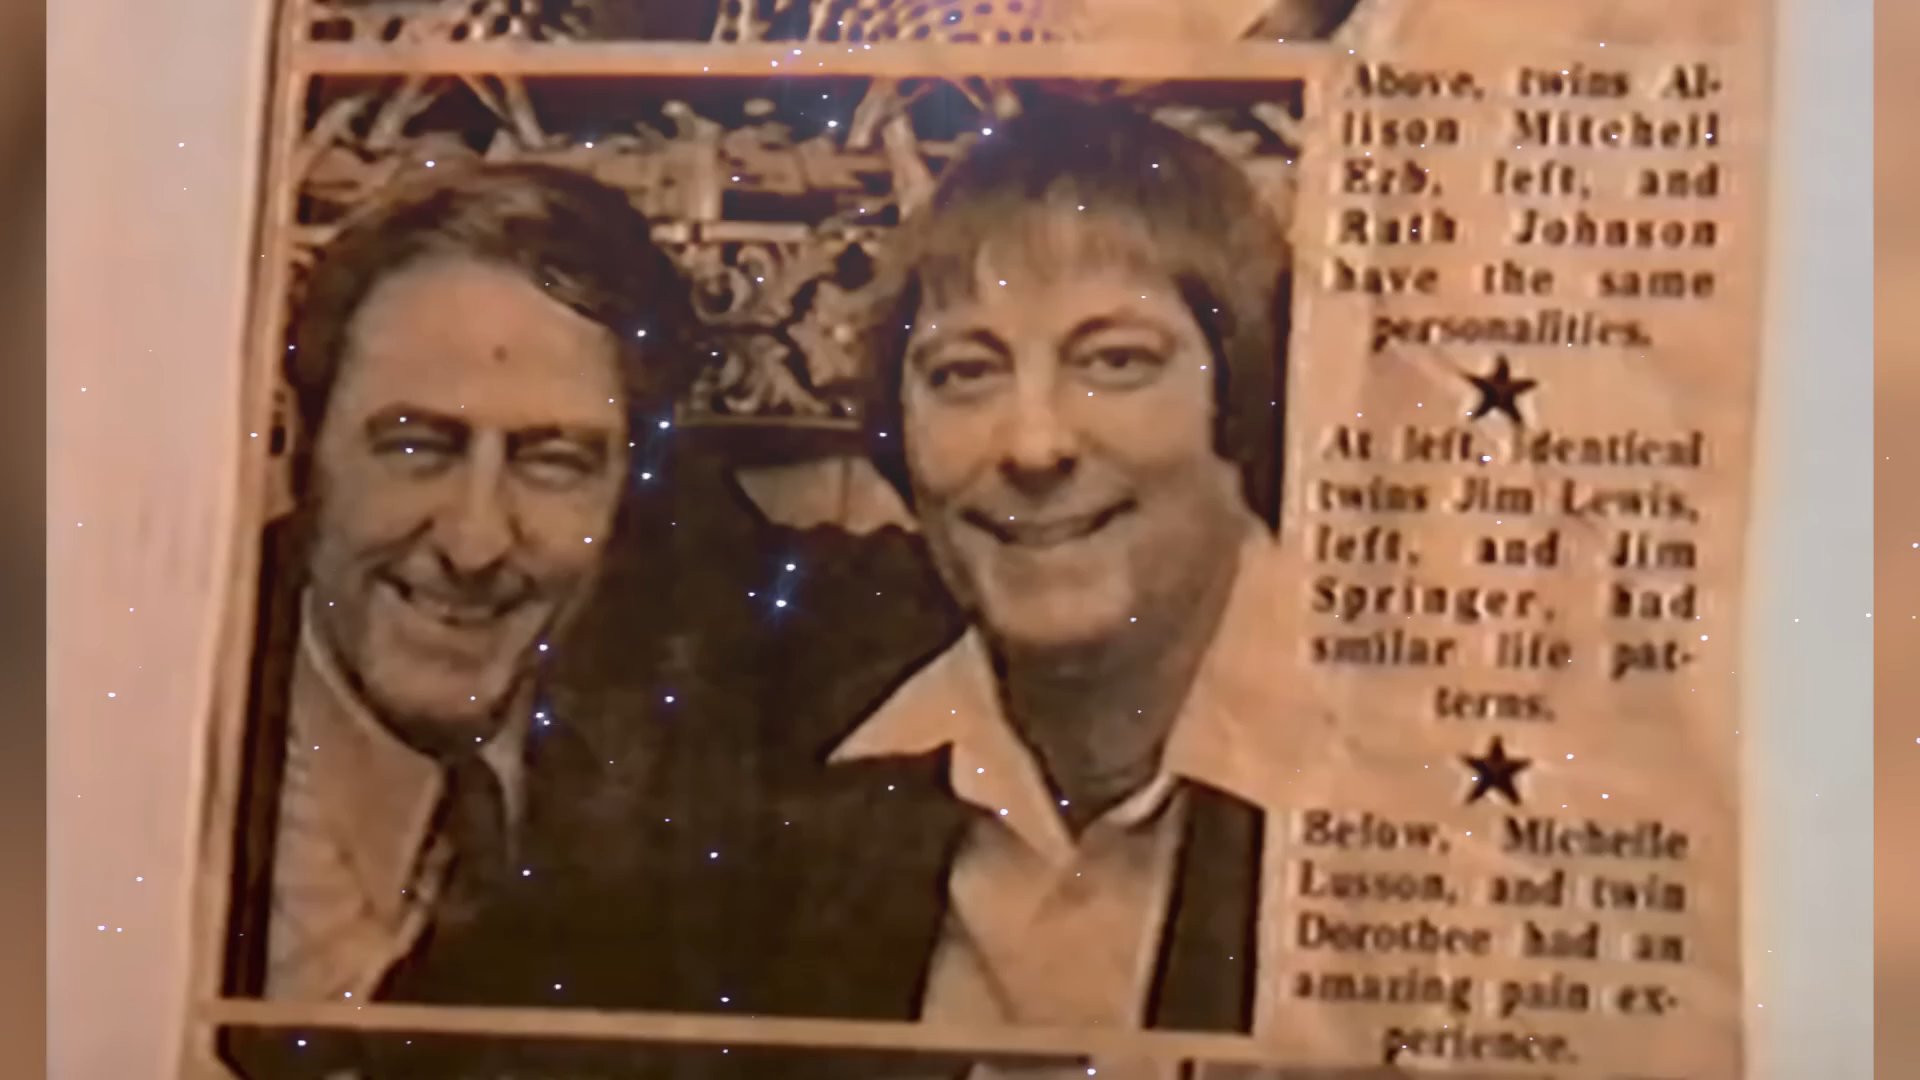 Above, twins Al-
lison Mitchell
Erb, left, and
Ruth Johnson
have the same
personalities.
At left, identical
twins Jim Lewis,
left, and Jim
Springer, had
similar life pat-
terns.
Below, Michelle
Lusson, and twin
Dorothee had an
amazing pain ex-
perience.